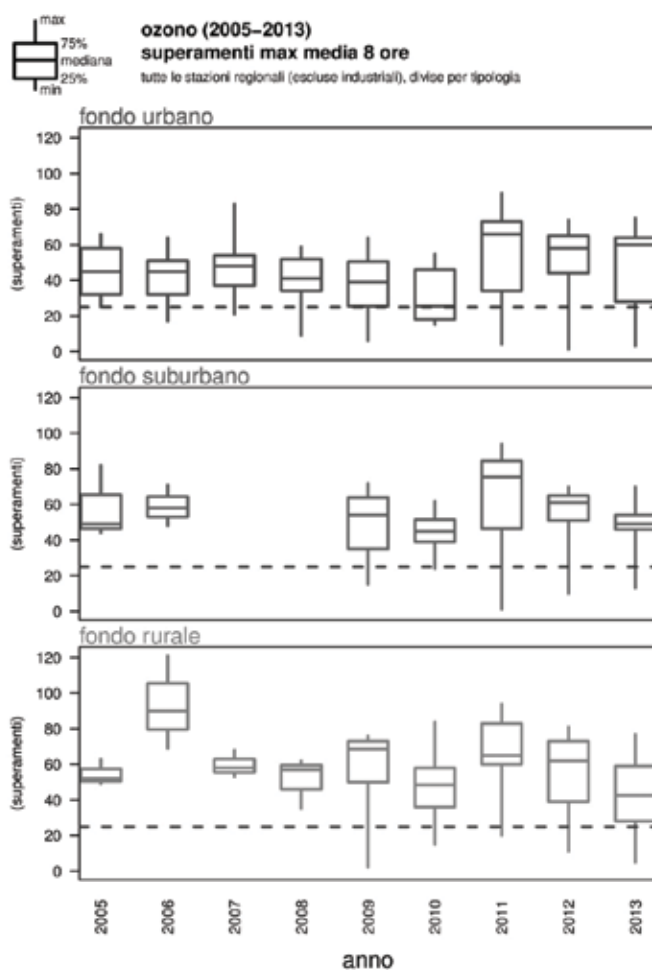 max
75%
mediana
25%
min
ozono (2005–2013)
superamenti max media 8 ore
tutte le stazioni regionali (escluse industriali), divise per tipologia
fondo urbano
(superamenti)
120
100
80
60
40
20
0
fondo suburbano
(superamenti)
120
100
80
60
40
20
0
fondo rurale
(superamenti)
120
100
80
60
40
20
0
2005
2006
2007
2008
2009
2010
2011
2012
2013
anno